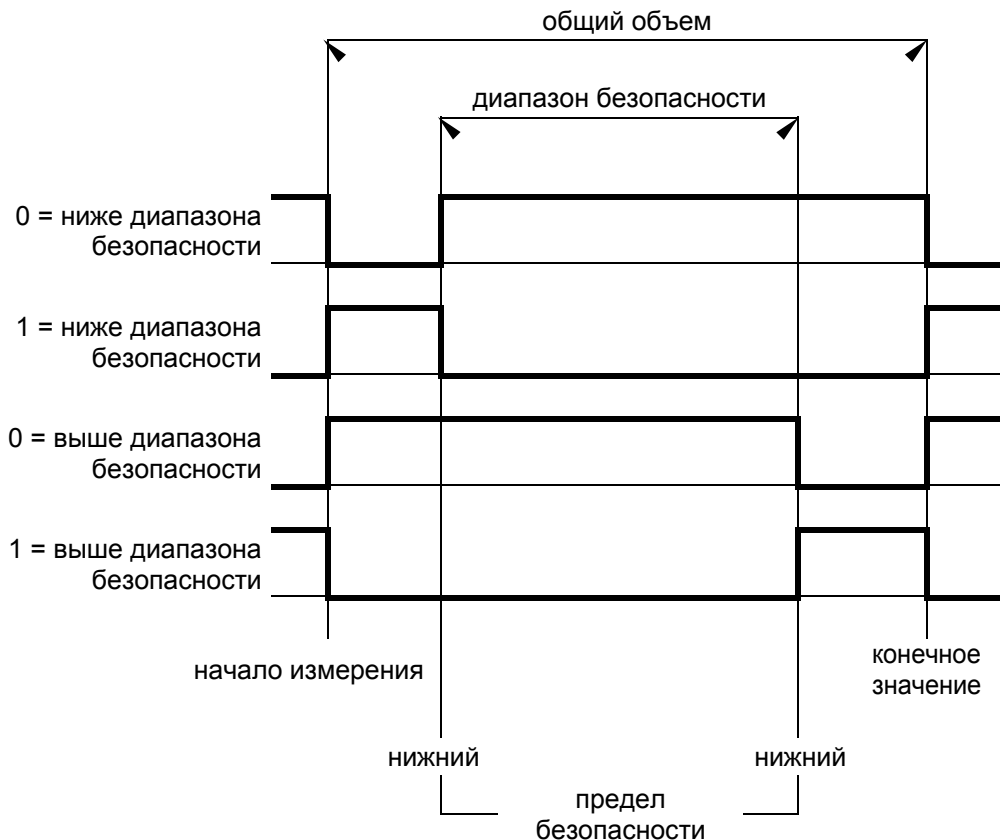 общий объем
диапазон безопасности
0 = ниже диапазона
безопасности
1 = ниже диапазона
безопасности
0 = выше диапазона
безопасности
1 = выше диапазона
безопасности
начало измерения
конечное
значение
нижний
нижний
предел
безопасности